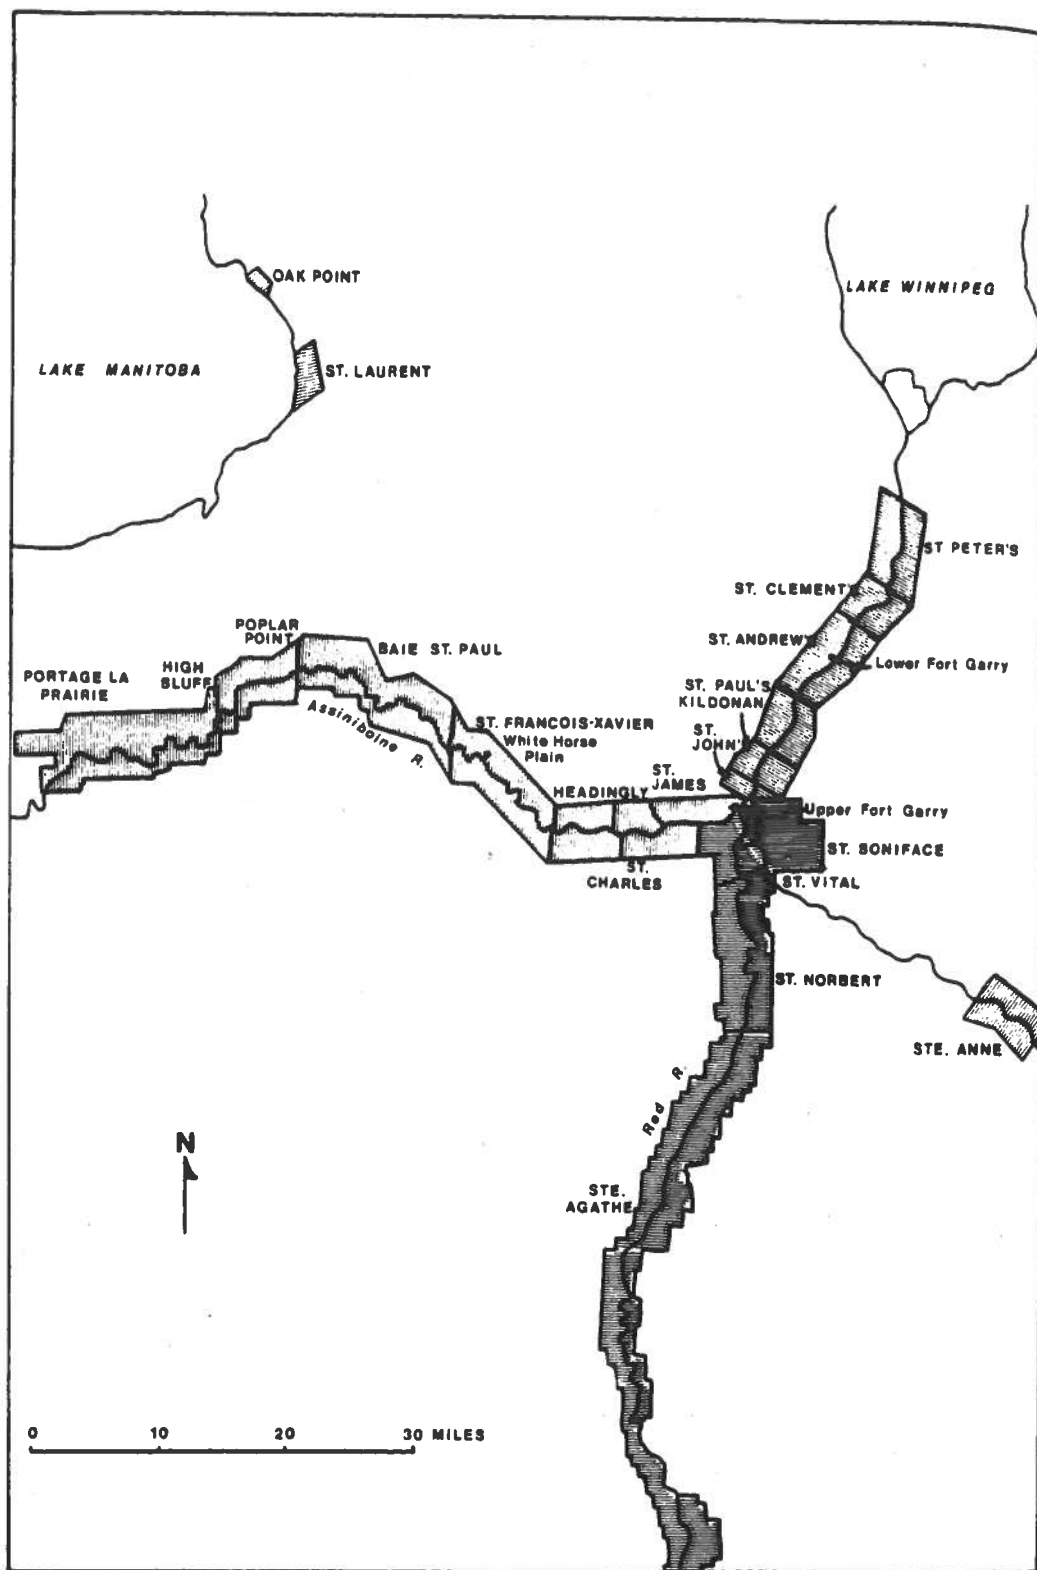 OAK POINT
LAKE WINNIPEG
LAKE MANITOBA
ST. LAURENT
ST PETER'S
ST. CLEMENT'S
ST. ANDREW'S
Lower Fort Garry
POPLAR
POINT
BAIE ST. PAUL
HIGH
BLUFF
PORTAGE LA
PRAIRIE
ST. PAUL'S
KILDONAN
ST.
JOHN'S
Assiniboine R.
ST. FRANCOIS-XAVIER
White Horse
Plain
ST.
JAMES
HEADINGLY
Upper Fort Garry
ST. BONIFACE
ST.
CHARLES
ST. VITAL
ST. NORBERT
STE. ANNE
Red R.
N
STE.
AGATHE
0 10 20 30 MILES